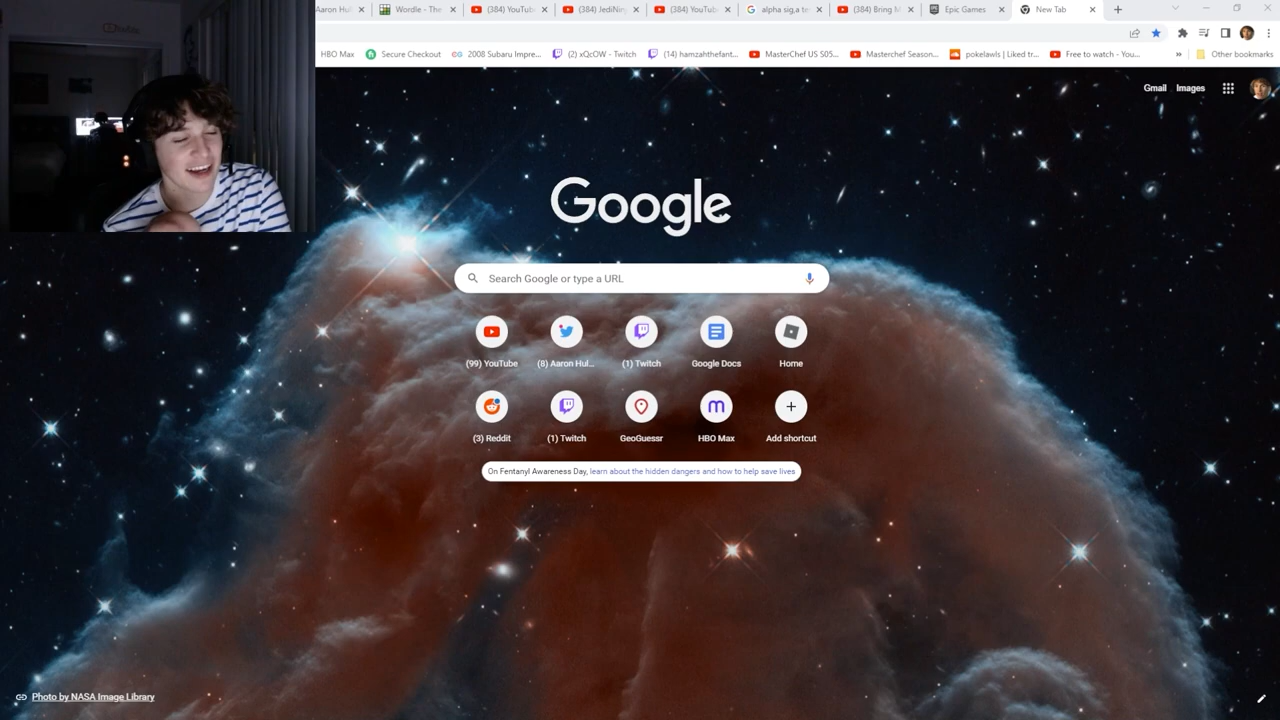 Aaron Hul
Wordle - The
(384) YouTub
(384) JediNin
(384) YouTub
alpha sig,a te
(384) Bring M
Epic Games
New Tab
HBO Max
Secure Checkout
2008 Subaru Impre...
(2) xQcOW - Twitch
(14) hamzahthefant...
MasterChef US S05...
Masterchef Season...
pokelawls | Liked tr...
Free to watch - You...
»
Other bookmarks
Gmail
Images
Google
Search Google or type a URL
(99) YouTube
(8) Aaron Hul...
(1) Twitch
Google Docs
Home
(3) Reddit
(1) Twitch
GeoGuessr
HBO Max
Add shortcut
On Fentanyl Awareness Day, learn about the hidden dangers and how to help save lives
Photo by NASA Image Library